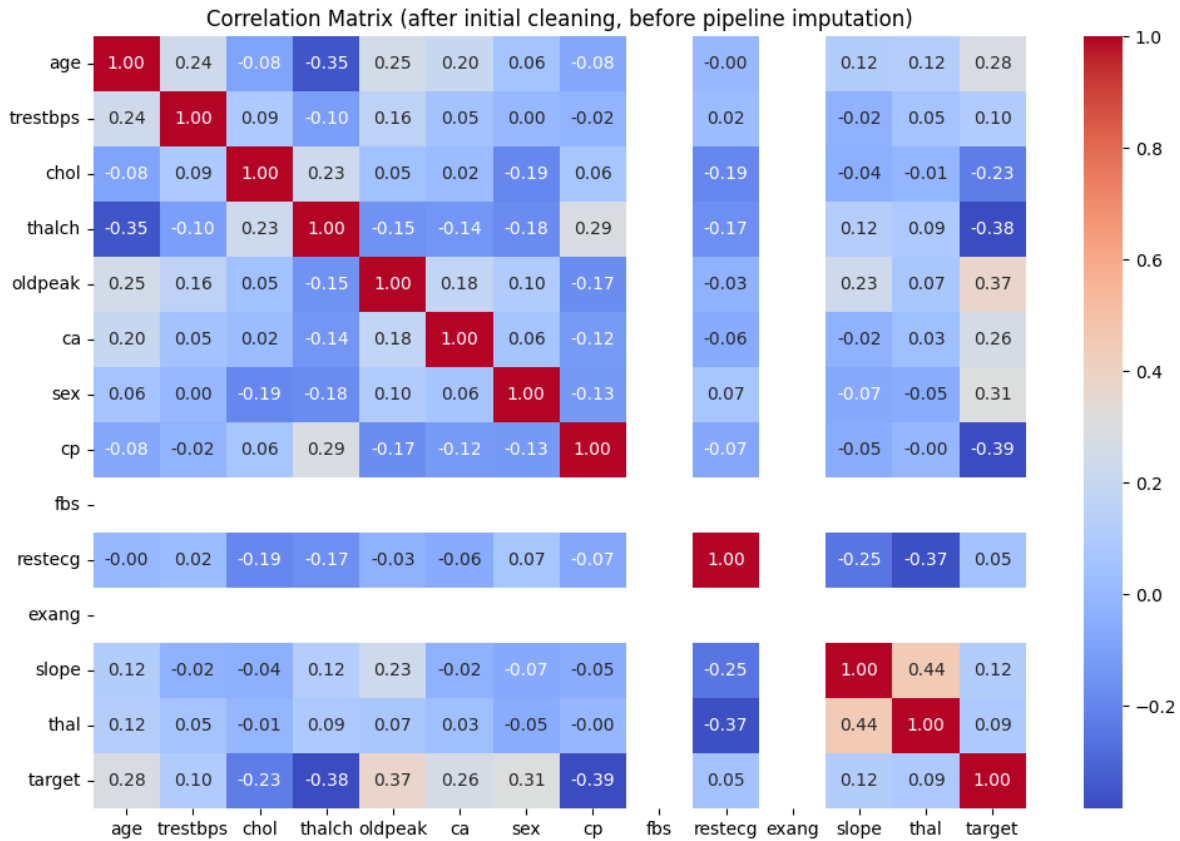 Correlation Matrix (after initial cleaning, before pipeline imputation)
age 1.00 0.24 -0.08 -0.35 0.25 0.20 0.06 -0.08 -0.00 0.12 0.12 0.28
trestbps 0.24 1.00 0.09 -0.10 0.16 0.05 0.00 -0.02 0.02 -0.02 0.05 0.10
chol -0.08 0.09 1.00 0.23 0.05 0.02 -0.19 0.06 -0.19 -0.04 -0.01 -0.23
thalch -0.35 -0.10 0.23 1.00 -0.15 -0.14 -0.18 0.29 -0.17 0.12 0.09 -0.38
oldpeak 0.25 0.16 0.05 -0.15 1.00 0.18 0.10 -0.17 -0.03 0.23 0.07 0.37
ca 0.20 0.05 0.02 -0.14 0.18 1.00 0.06 -0.12 -0.06 -0.02 0.03 0.26
sex 0.06 0.00 -0.19 -0.18 0.10 0.06 1.00 -0.13 0.07 -0.07 -0.05 0.31
cp -0.08 -0.02 0.06 0.29 -0.17 -0.12 -0.13 1.00 -0.07 -0.05 -0.00 -0.39
fbs
restecg -0.00 0.02 -0.19 -0.17 -0.03 -0.06 0.07 -0.07 1.00 -0.25 -0.37 0.05
exang
slope 0.12 -0.02 -0.04 0.12 0.23 -0.02 -0.07 -0.05 -0.25 1.00 0.44 0.12
thal 0.12 0.05 -0.01 0.09 0.07 0.03 -0.05 -0.00 -0.37 0.44 1.00 0.09
target 0.28 0.10 -0.23 -0.38 0.37 0.26 0.31 -0.39 0.05 0.12 0.09 1.00
age trestbps chol thalch oldpeak ca sex cp fbs restecg exang slope thal target
1.0
0.8
0.6
0.4
0.2
0.0
−0.2